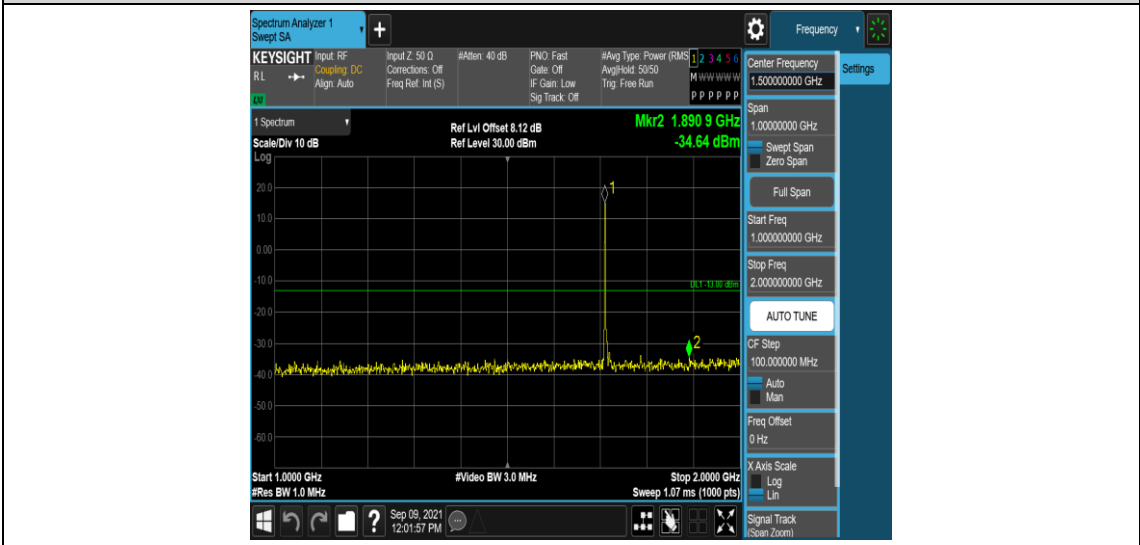 Spectrum Analyzer 1
Swept SA
+
Frequency
KEYSIGHT
RL
LXI
Input: RF
Coupling: DC
Align: Auto
Input Z: 50 Ω
Corrections: Off
Freq Ref: Int (S)
#Atten: 40 dB
PNO: Fast
Gate: Off
IF Gain: Low
Sig Track: Off
#Avg Type: Power (RMS
Avg|Hold: 50/50
Trig: Free Run
1 2 3 4 5 6
M W W W W W
P P P P P P
1 Spectrum
Scale/Div 10 dB
Log
Ref Lvl Offset 8.12 dB
Ref Level 30.00 dBm
Mkr2 1.890 9 GHz
-34.64 dBm
20.0
10.0
0.00
-10.0
-20.0
-30.0
-40.0
-50.0
-60.0
1
DL1 -13.00 dBm
2
Start 1.0000 GHz
#Res BW 1.0 MHz
#Video BW 3.0 MHz
Stop 2.0000 GHz
Sweep 1.07 ms (1000 pts)
Center Frequency
1.500000000 GHz
Settings
Span
1.00000000 GHz
Swept Span
Zero Span
Full Span
Start Freq
1.000000000 GHz
Stop Freq
2.000000000 GHz
AUTO TUNE
CF Step
100.000000 MHz
Auto
Man
Freq Offset
0 Hz
X Axis Scale
Log
Lin
Signal Track
(Span Zoom)
?
Sep 09, 2021
12:01:57 PM